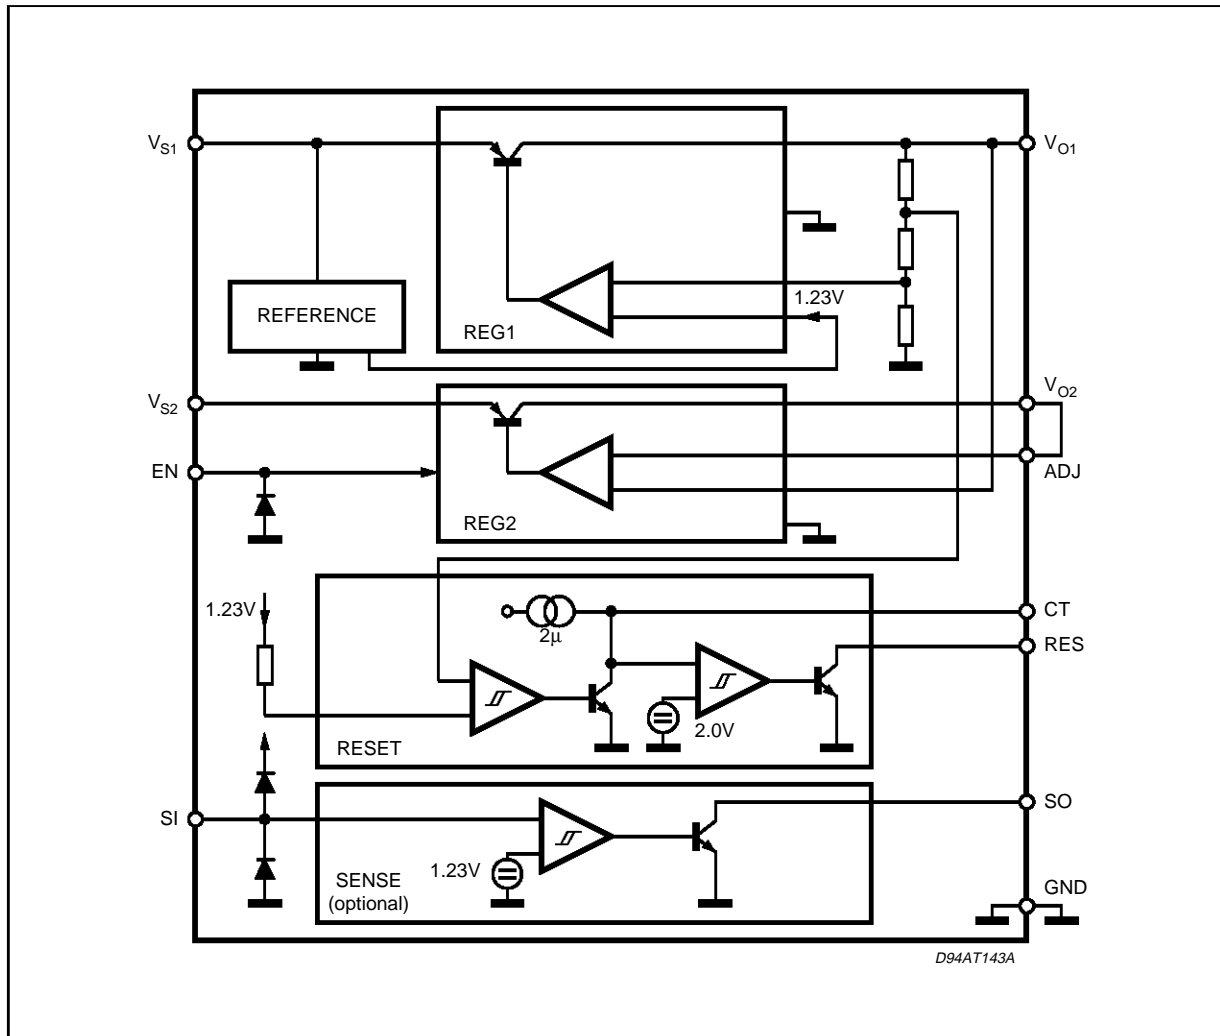 VS1
VO1
REFERENCE
1.23V
REG1
VS2
VO2
EN
ADJ
REG2
1.23V
2μ
CT
RES
2.0V
RESET
SI
SO
1.23V
SENSE
(optional)
GND
D94AT143A